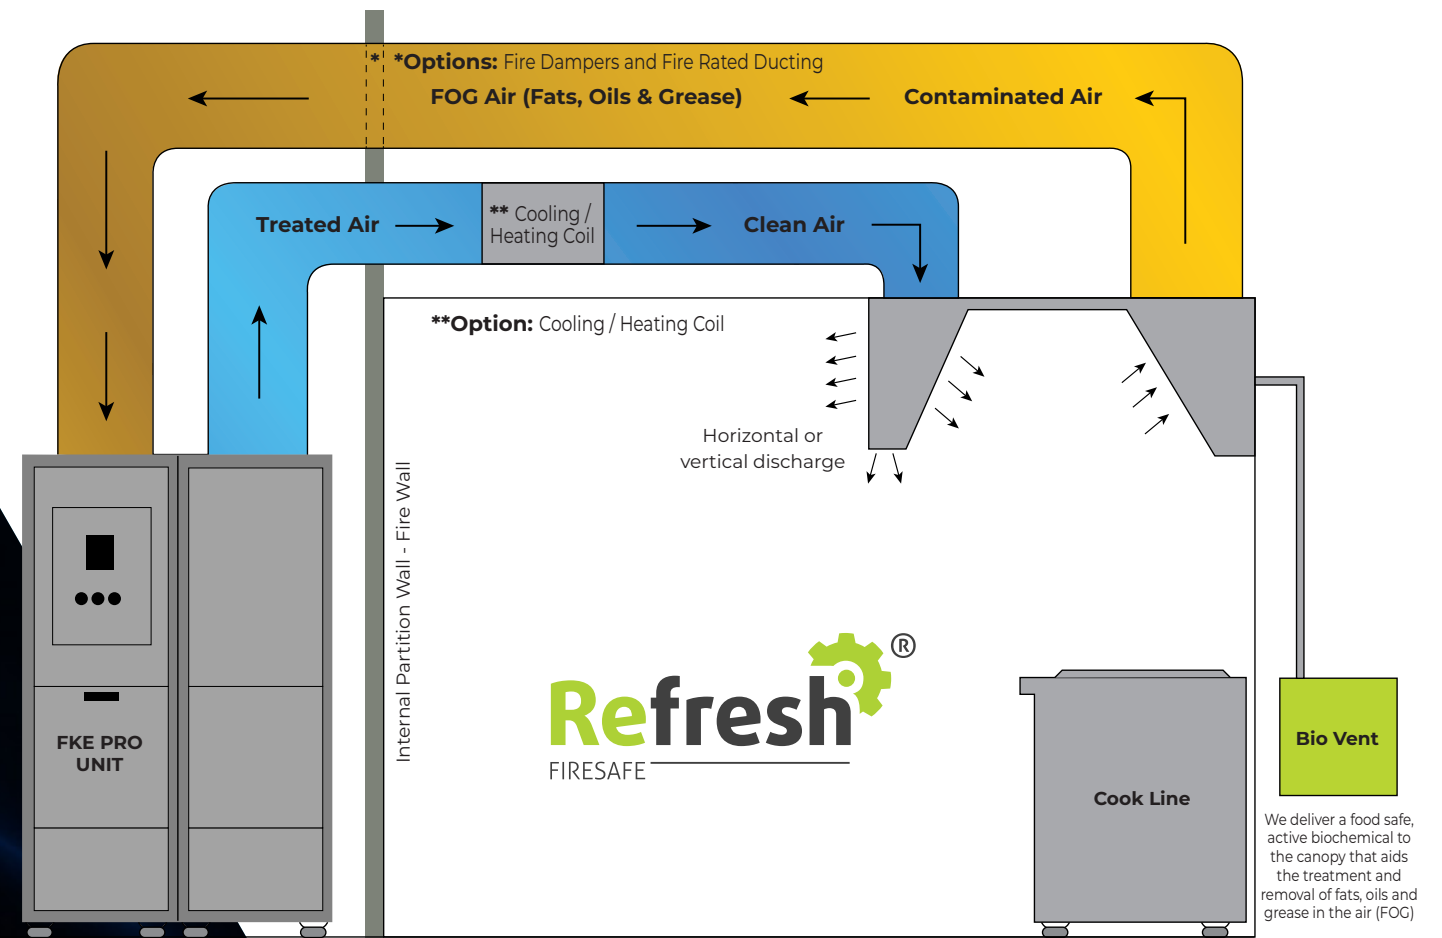 * *Options: Fire Dampers and Fire Rated Ducting
FOG Air (Fats, Oils & Grease)
Contaminated Air
Treated Air
** Cooling /
Heating Coil
Clean Air
**Option: Cooling / Heating Coil
Horizontal or
vertical discharge
Internal Partition Wall - Fire Wall
Refresh®
FIRESAFE
FKE PRO
UNIT
Cook Line
Bio Vent
We deliver a food safe,
active biochemical to
the canopy that aids
the treatment and
removal of fats, oils and
grease in the air (FOG)